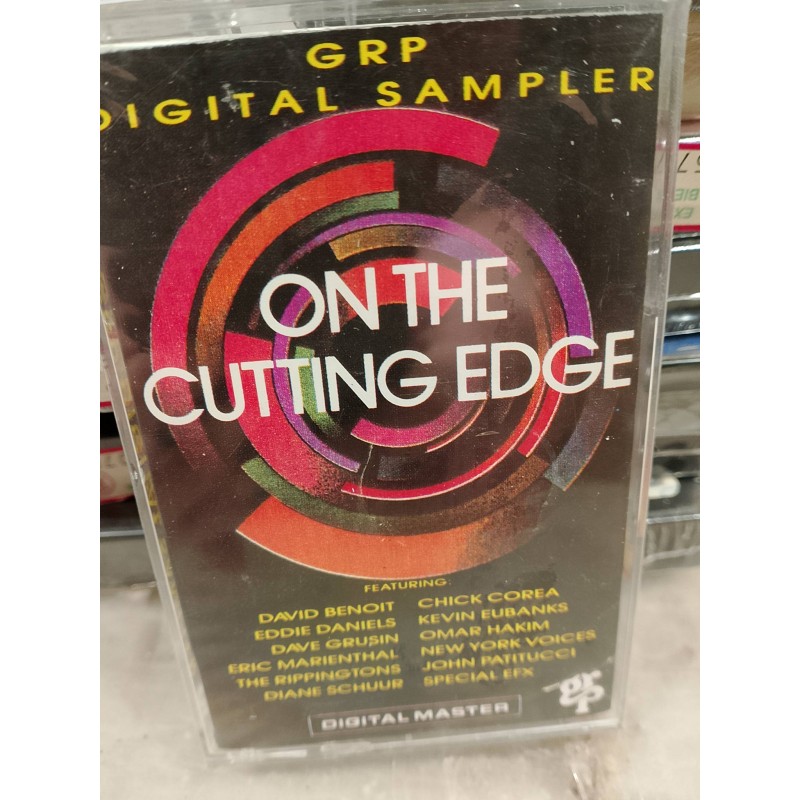 GRP
DIGITAL SAMPLER
ON THE
CUTTING EDGE
FEATURING:
DAVID BENOIT
EDDIE DANIELS
DAVE GRUSIN
ERIC MARIENTHAL
THE RIPPINGTONS
DIANE SCHUUR
CHICK COREA
KEVIN EUBANKS
OMAR HAKIM
NEW YORK VOICES
JOHN PATITUCCI
SPECIAL EFX
DIGITAL MASTER
grp